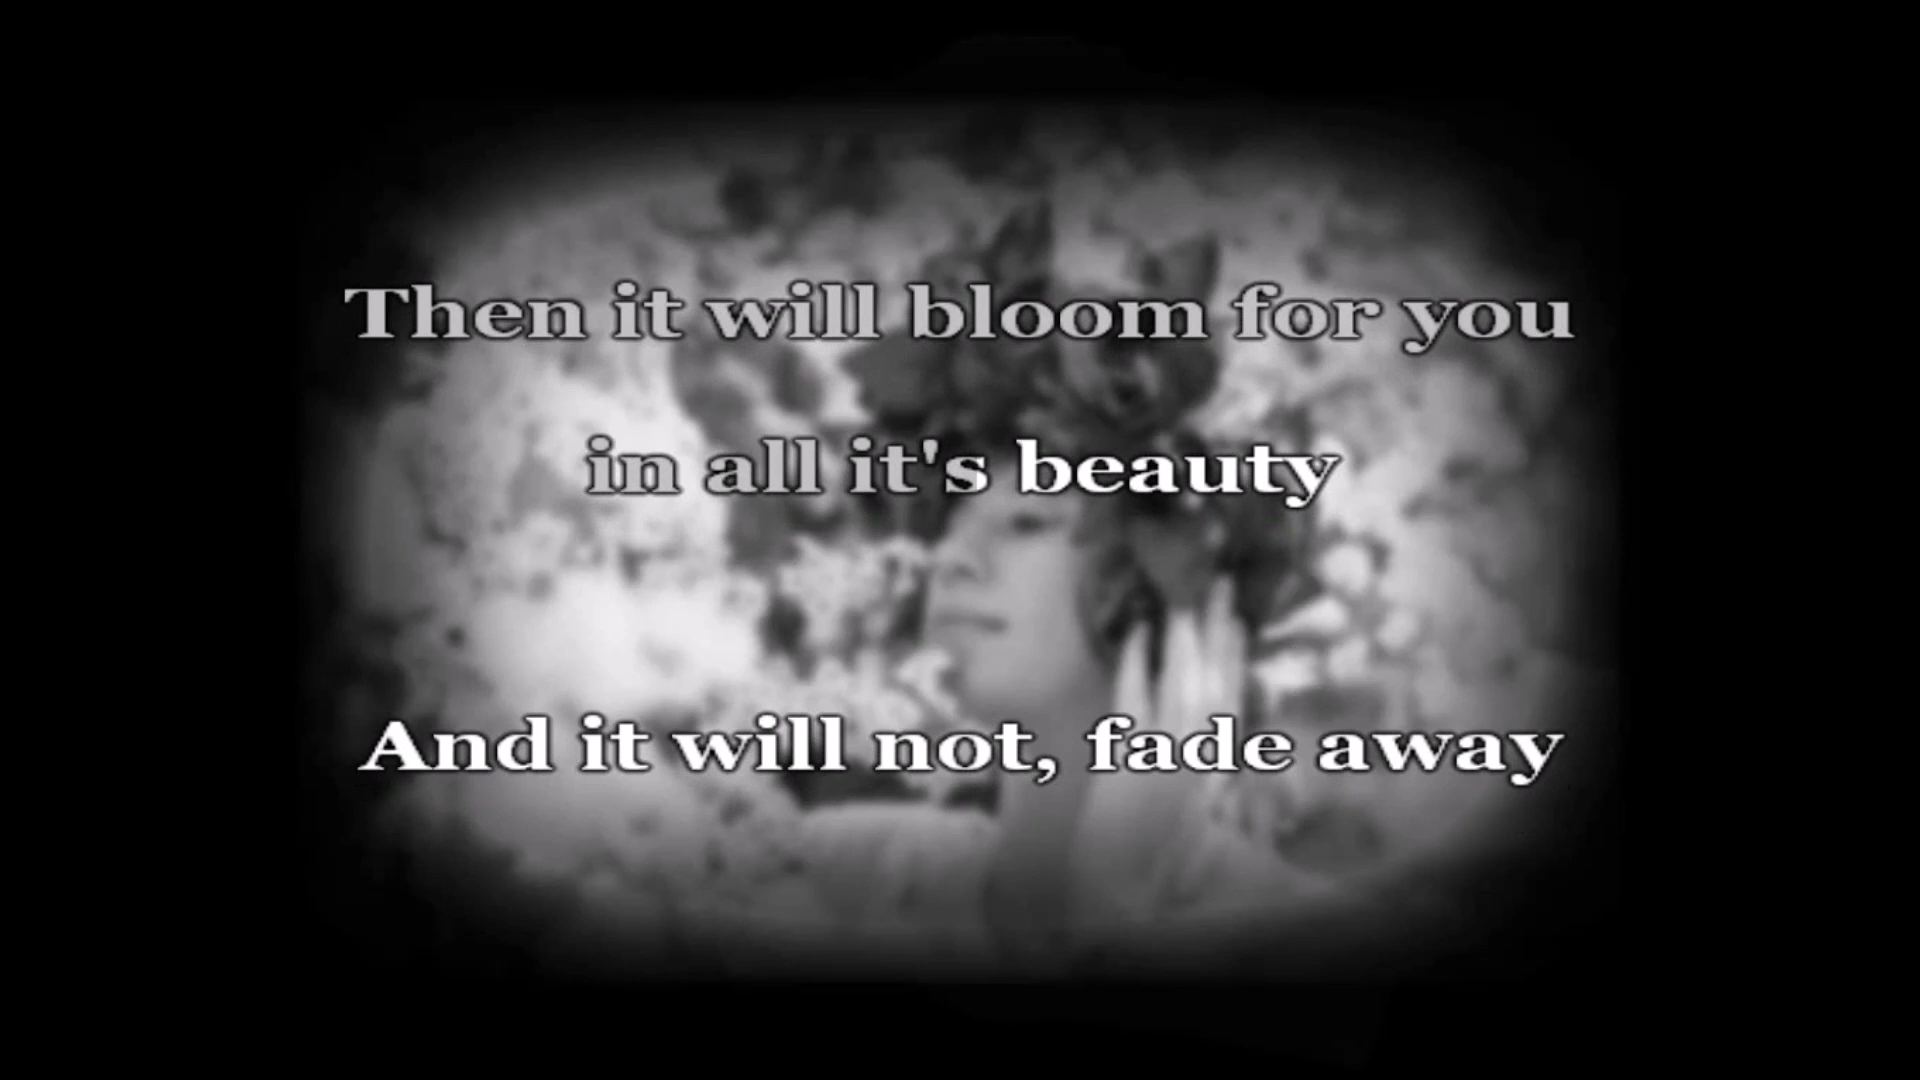 Then it will bloom for you
in all it's beauty
And it will not, fade away